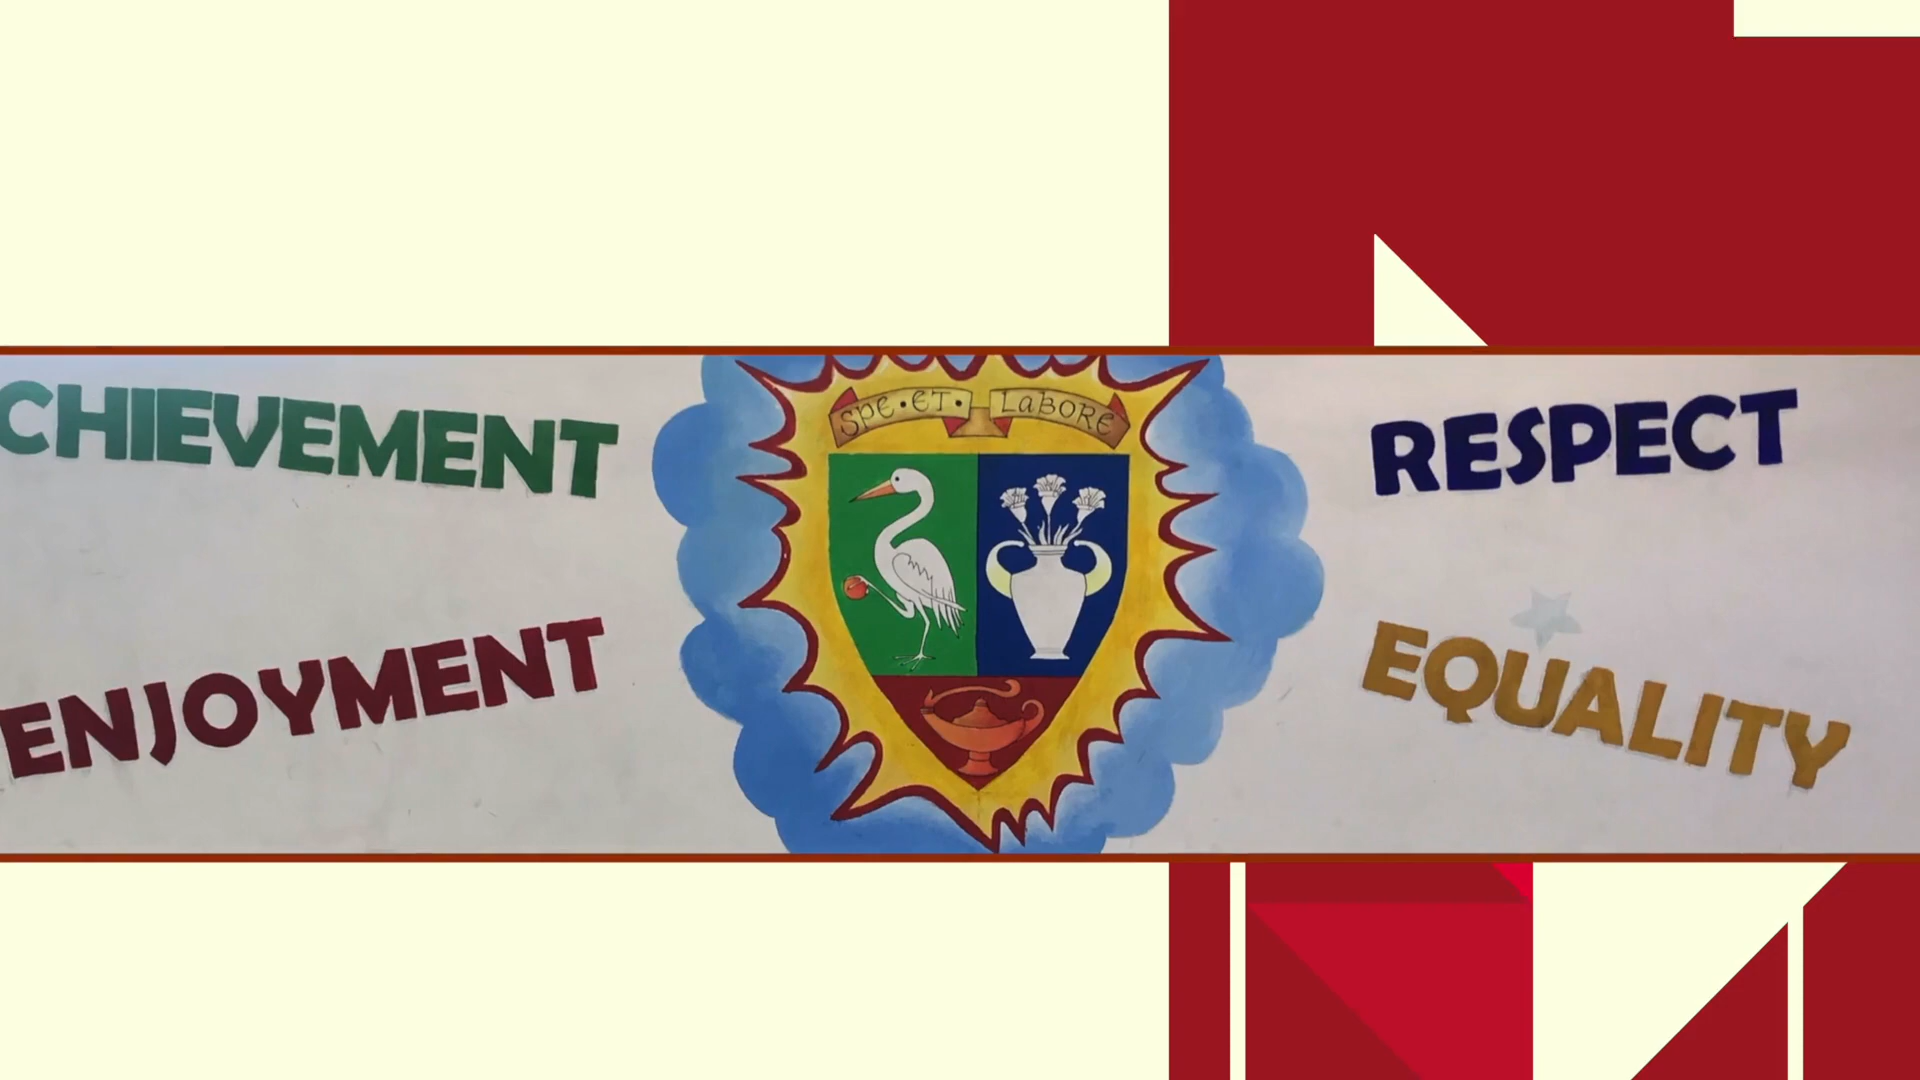 CHIEVEMENT
SPE·ET· LABORE
RESPECT
ENJOYMENT
EQUALITY